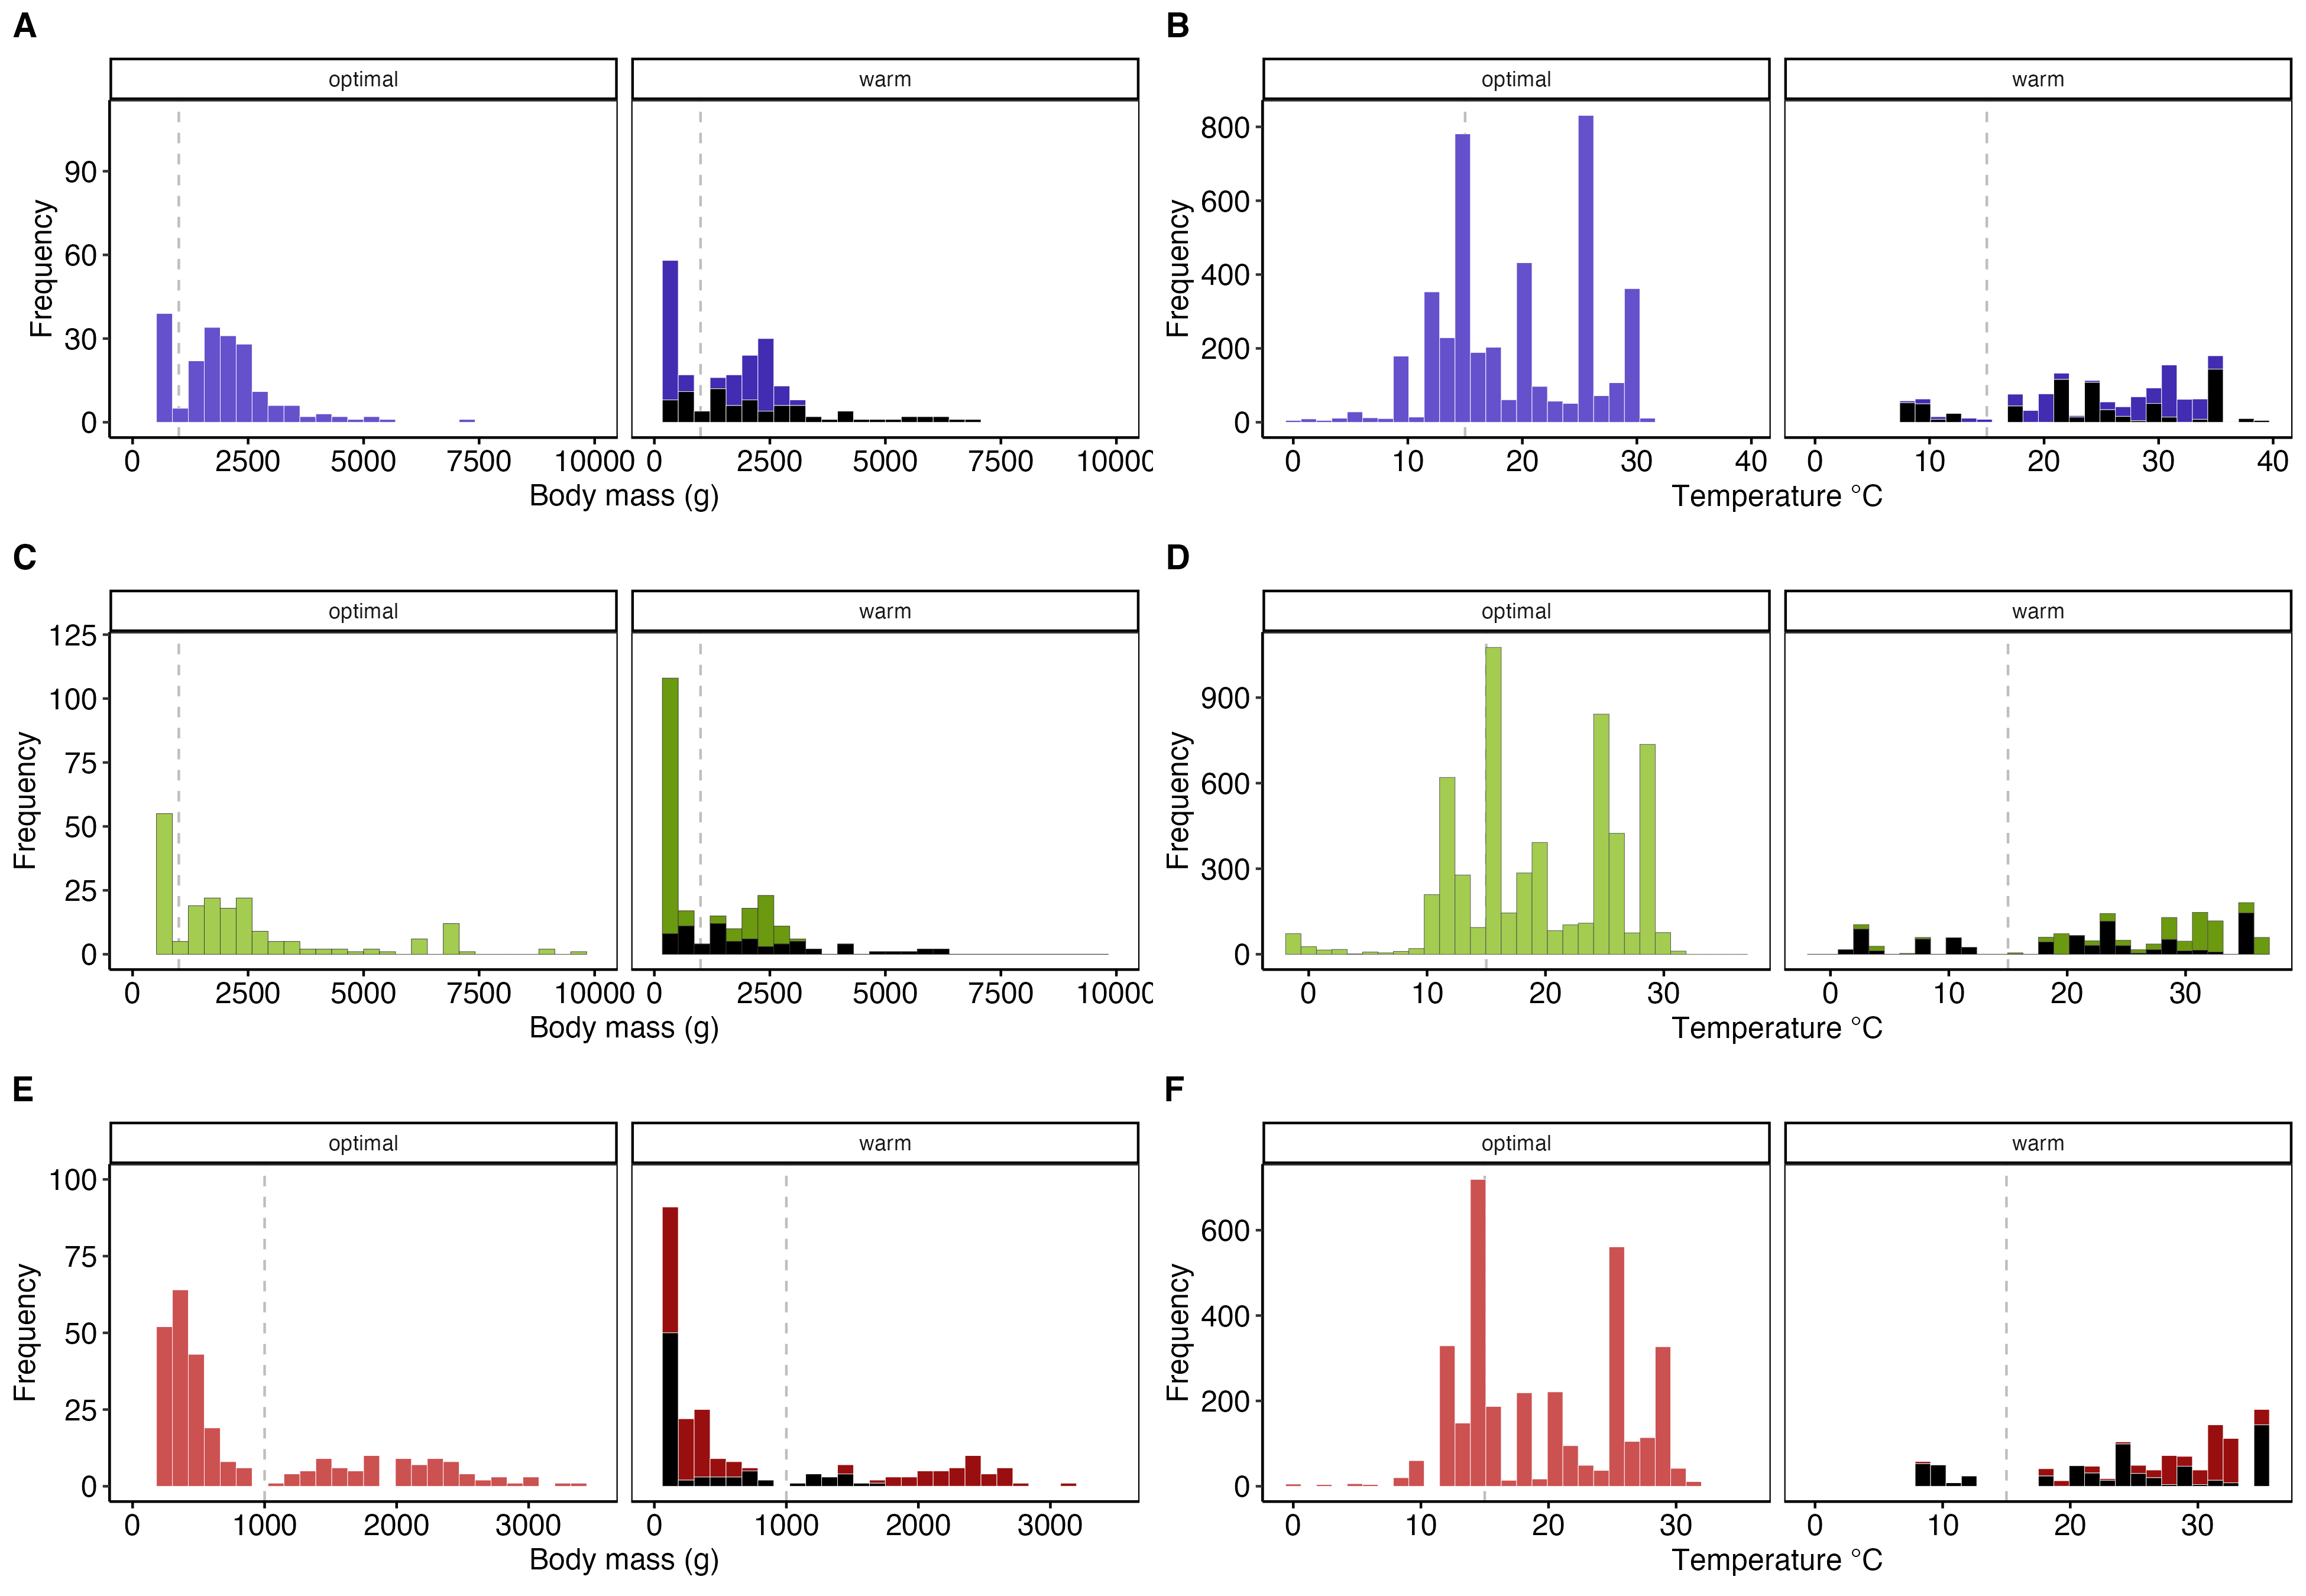 A
optimal
warm
Frequency
90
60
30
0
0 2500 5000 7500 10000
0 2500 5000 7500 10000
Body mass (g)
B
optimal
warm
Frequency
800
600
400
200
0
0 10 20 30 40
0 10 20 30 40
Temperature °C
C
optimal
warm
Frequency
125
100
75
50
25
0
0 2500 5000 7500 10000
0 2500 5000 7500 10000
Body mass (g)
D
optimal
warm
Frequency
900
600
300
0
0 10 20 30
0 10 20 30
Temperature °C
E
optimal
warm
Frequency
100
75
50
25
0
0 1000 2000 3000
0 1000 2000 3000
Body mass (g)
F
optimal
warm
Frequency
600
400
200
0
0 10 20 30
0 10 20 30
Temperature °C